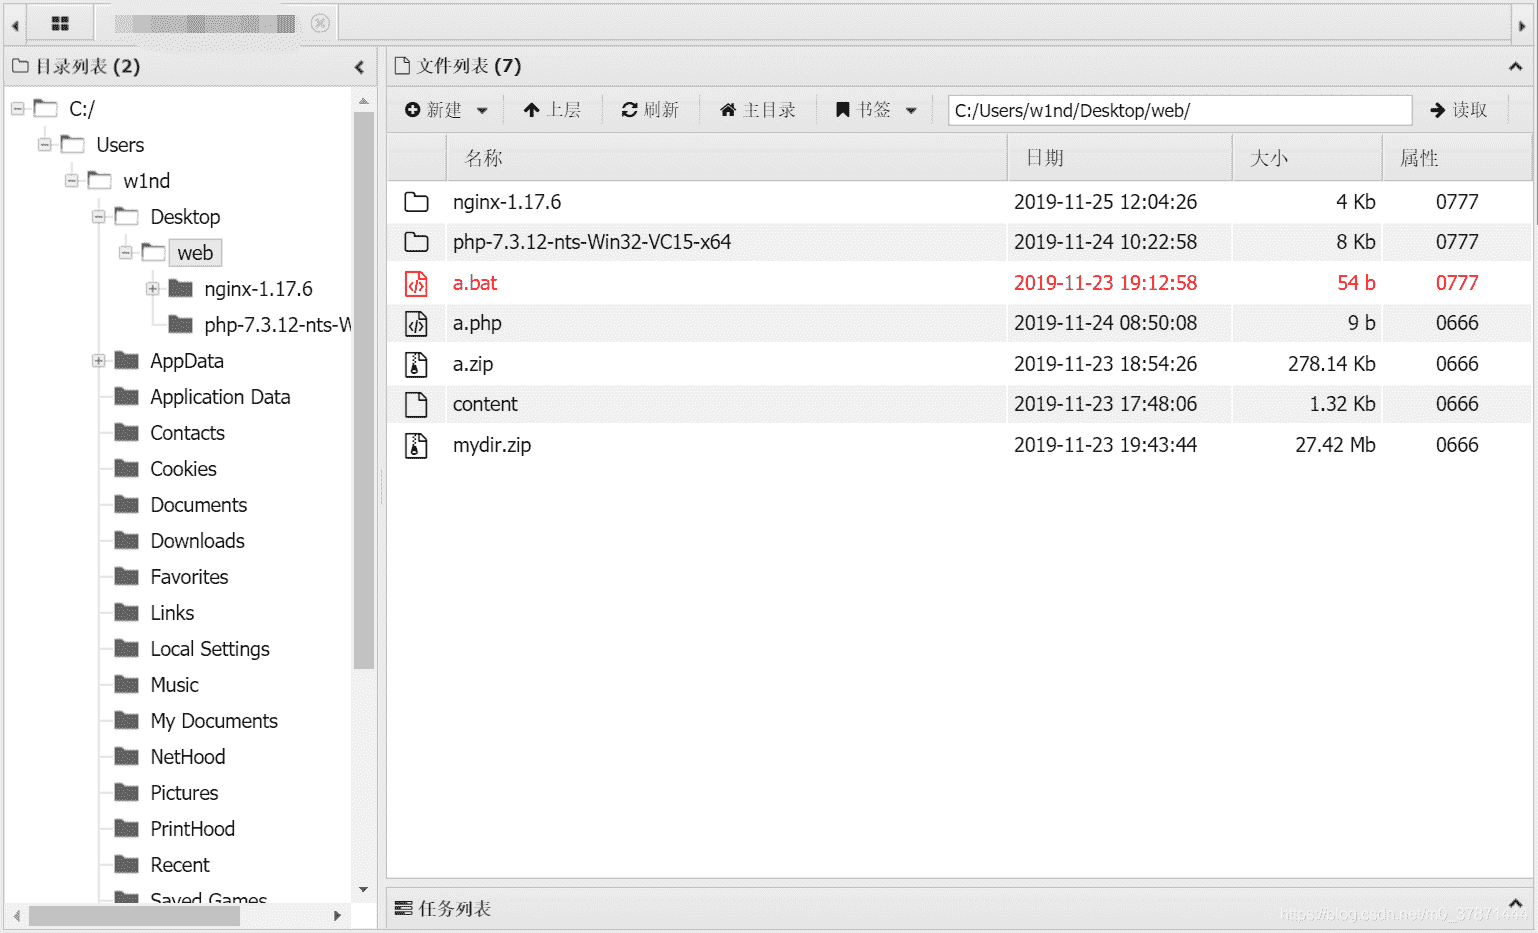 目录列表 (2)
C:/
Users
w1nd
Desktop
web
nginx-1.17.6
php-7.3.12-nts-W
AppData
Application Data
Contacts
Cookies
Documents
Downloads
Favorites
Links
Local Settings
Music
My Documents
NetHood
Pictures
PrintHood
Recent
Saved Games
文件列表 (7)
新建 上层 刷新 主目录 书签 C:/Users/w1nd/Desktop/web/ 读取
名称 日期 大小 属性
nginx-1.17.6 2019-11-25 12:04:26 4 Kb 0777
php-7.3.12-nts-Win32-VC15-x64 2019-11-24 10:22:58 8 Kb 0777
a.bat 2019-11-23 19:12:58 54 b 0777
a.php 2019-11-24 08:50:08 9 b 0666
a.zip 2019-11-23 18:54:26 278.14 Kb 0666
content 2019-11-23 17:48:06 1.32 Kb 0666
mydir.zip 2019-11-23 19:43:44 27.42 Mb 0666
任务列表
https://blog.csdn.net/m0_37871444